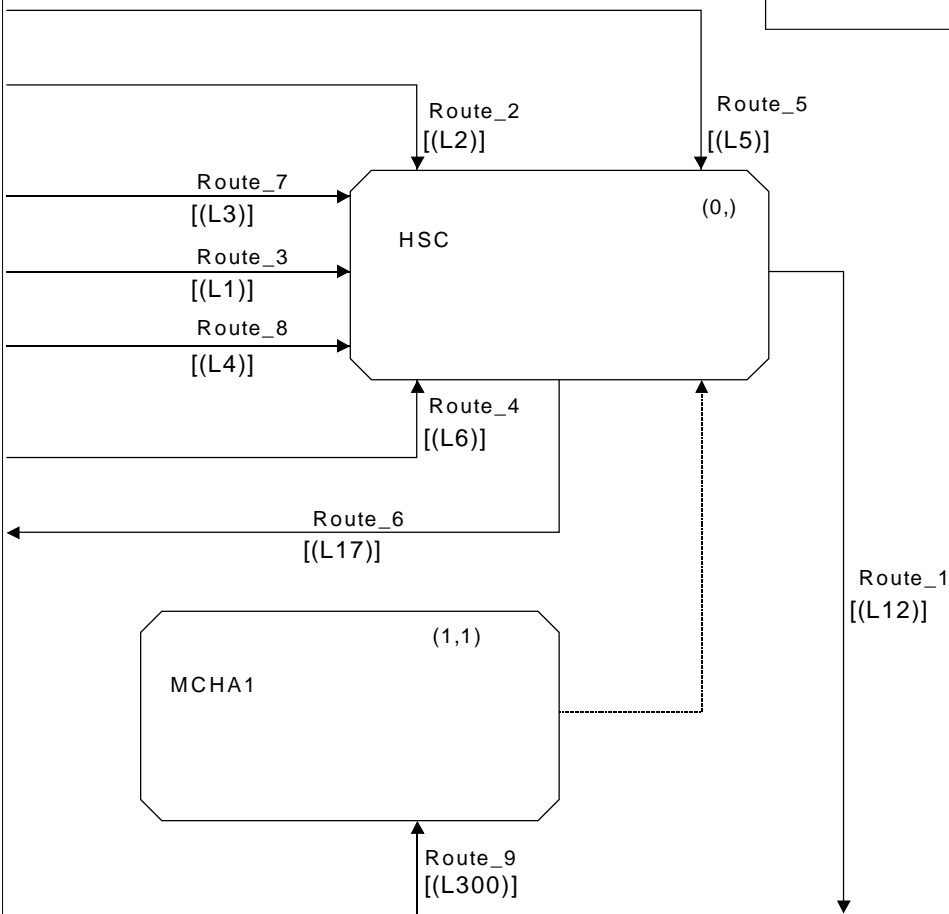 Route_5
Route_2
[(L2)]
[(L5)]
Route_7
[(L3)]
(0,)
HSC
Route_3
[(L1)]
Route_8
[(L4)]
Route_4
[(L6)]
Route_6
[(L17)]
Route_1
[(L12)]
(1,1)
MCHA1
Route_9
[(L300)]